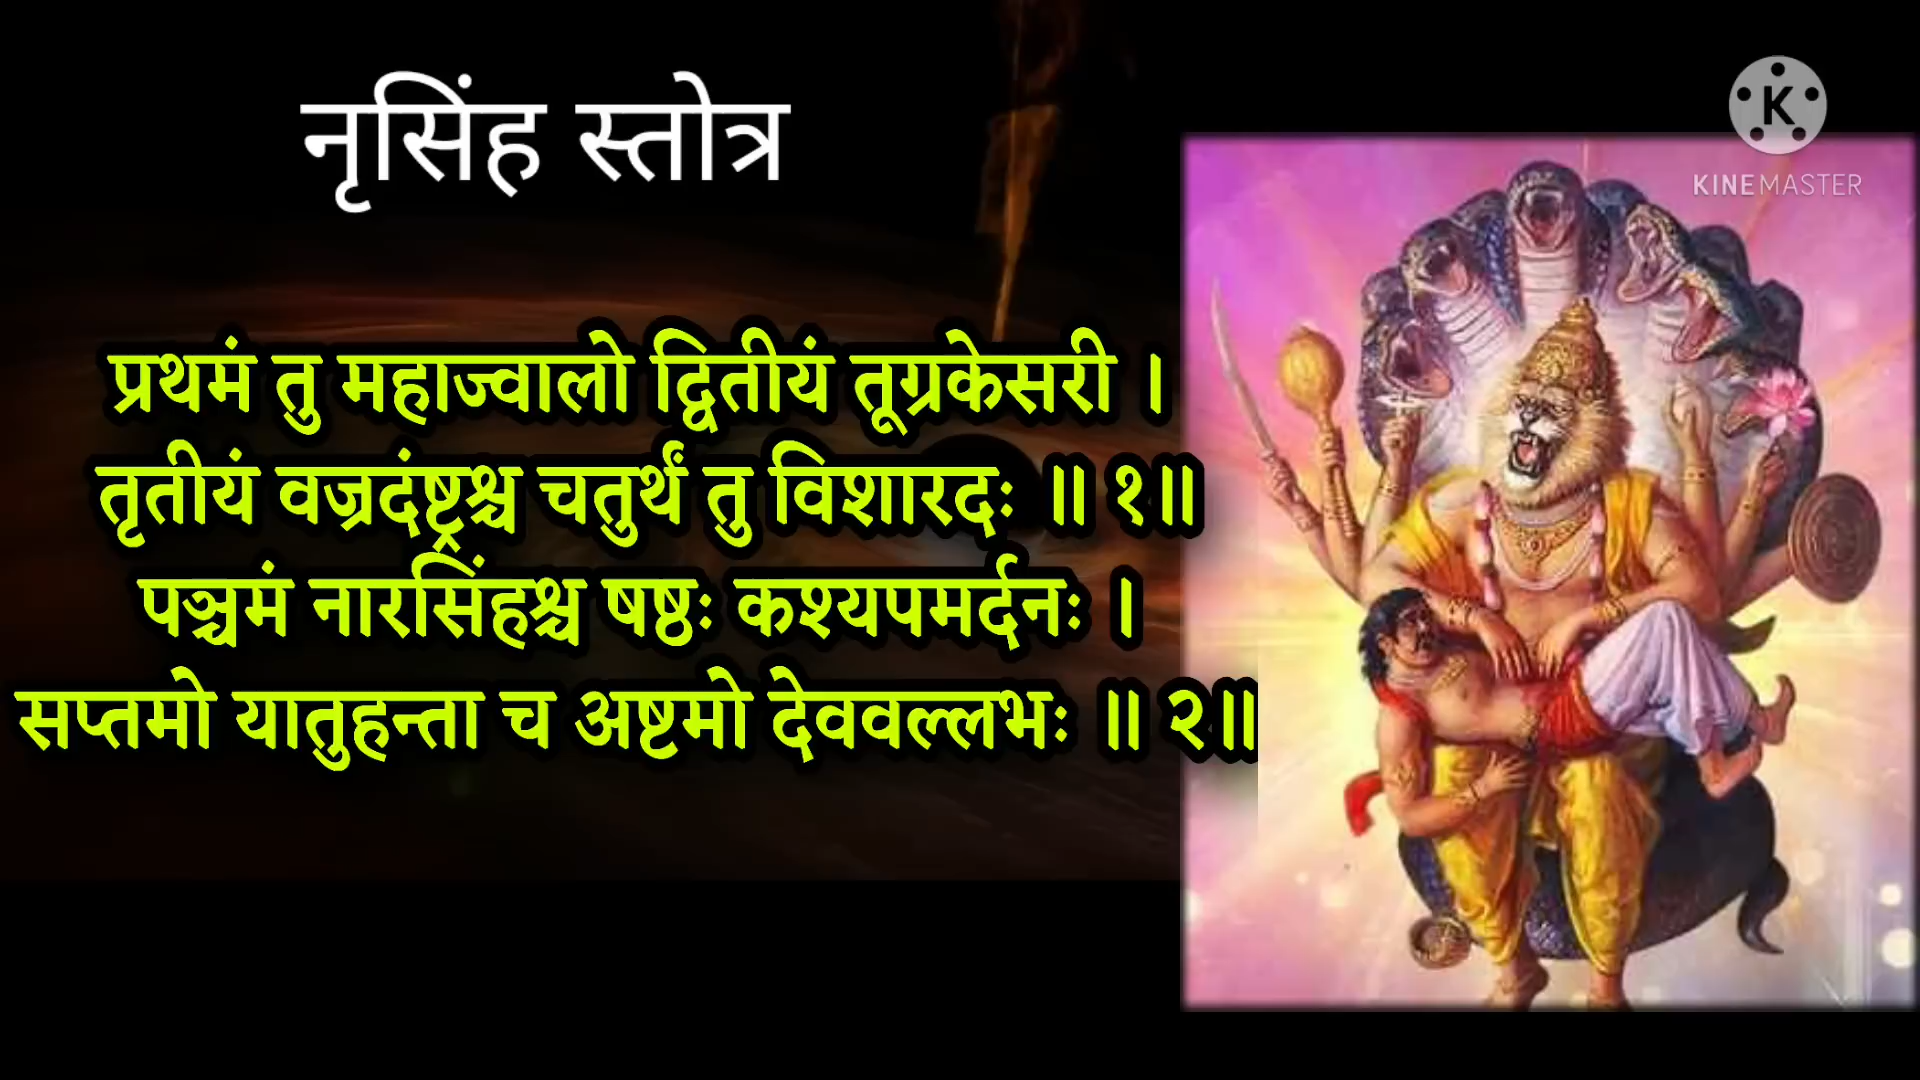 नृसिंह स्तोत्र
K
KINEMASTER
प्रथमं तु महाज्वालो द्वितीयं तूग्रकेसरी ।
तृतीयं वज्रदंष्ट्रश्च चतुर्थं तु विशारदः ॥ १॥
पञ्चमं नारसिंहश्च षष्ठः कश्यपमर्दनः ।
सप्तमो यातुहन्ता च अष्टमो देववल्लभः ॥ २॥